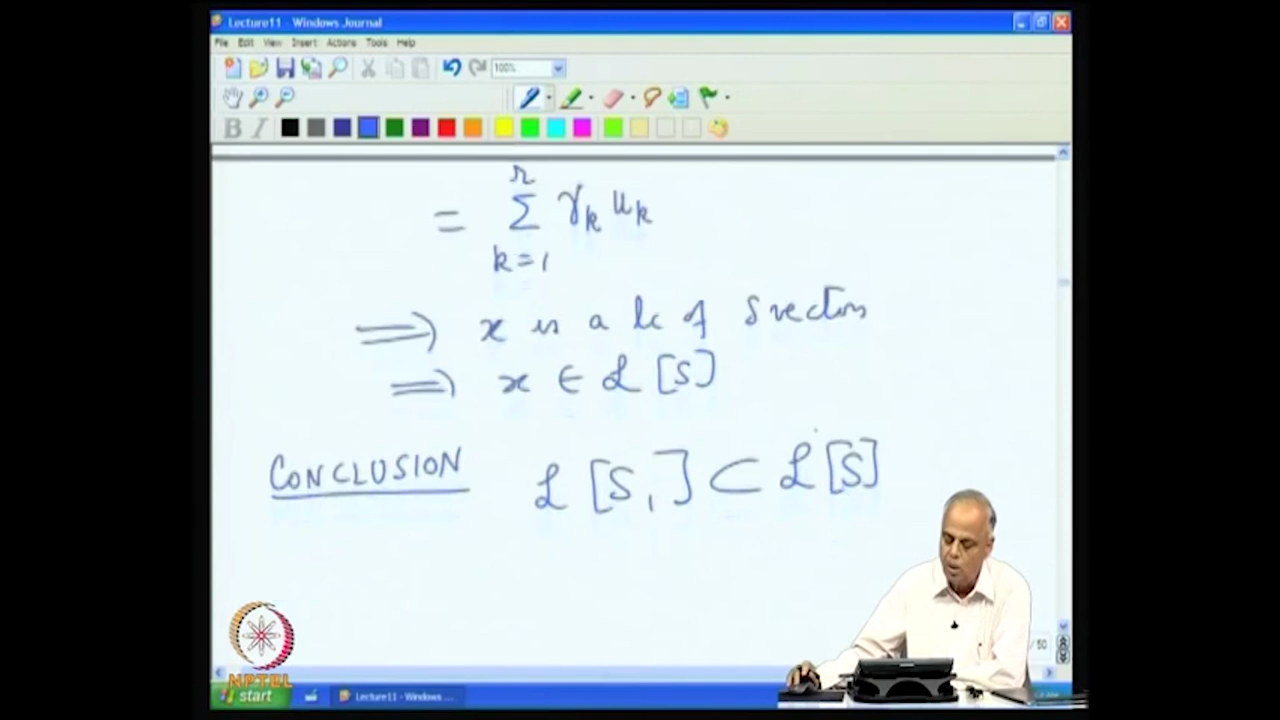 Lecture11 - Windows Journal
File Edit View Insert Actions Tools Help
100%
B I
r
= Σ γk uk
k=1
⟹ x is a lc of S vectors
⟹ x ∈ ℒ [S]
CONCLUSION ℒ [S1] ⊂ ℒ [S]
/ 50
NPTEL
start Lecture11 - Windows ...